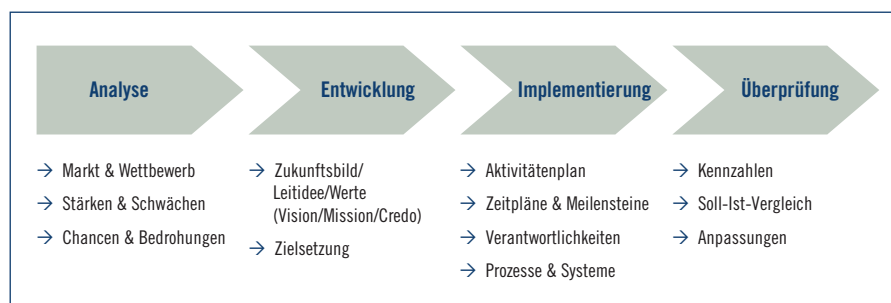 Analyse
Entwicklung
Implementierung
Überprüfung
→ Markt & Wettbewerb
→ Stärken & Schwächen
→ Chancen & Bedrohungen
→ Zukunftsbild/
Leitidee/Werte
(Vision/Mission/Credo)
→ Zielsetzung
→ Aktivitätenplan
→ Zeitpläne & Meilensteine
→ Verantwortlichkeiten
→ Prozesse & Systeme
→ Kennzahlen
→ Soll-Ist-Vergleich
→ Anpassungen